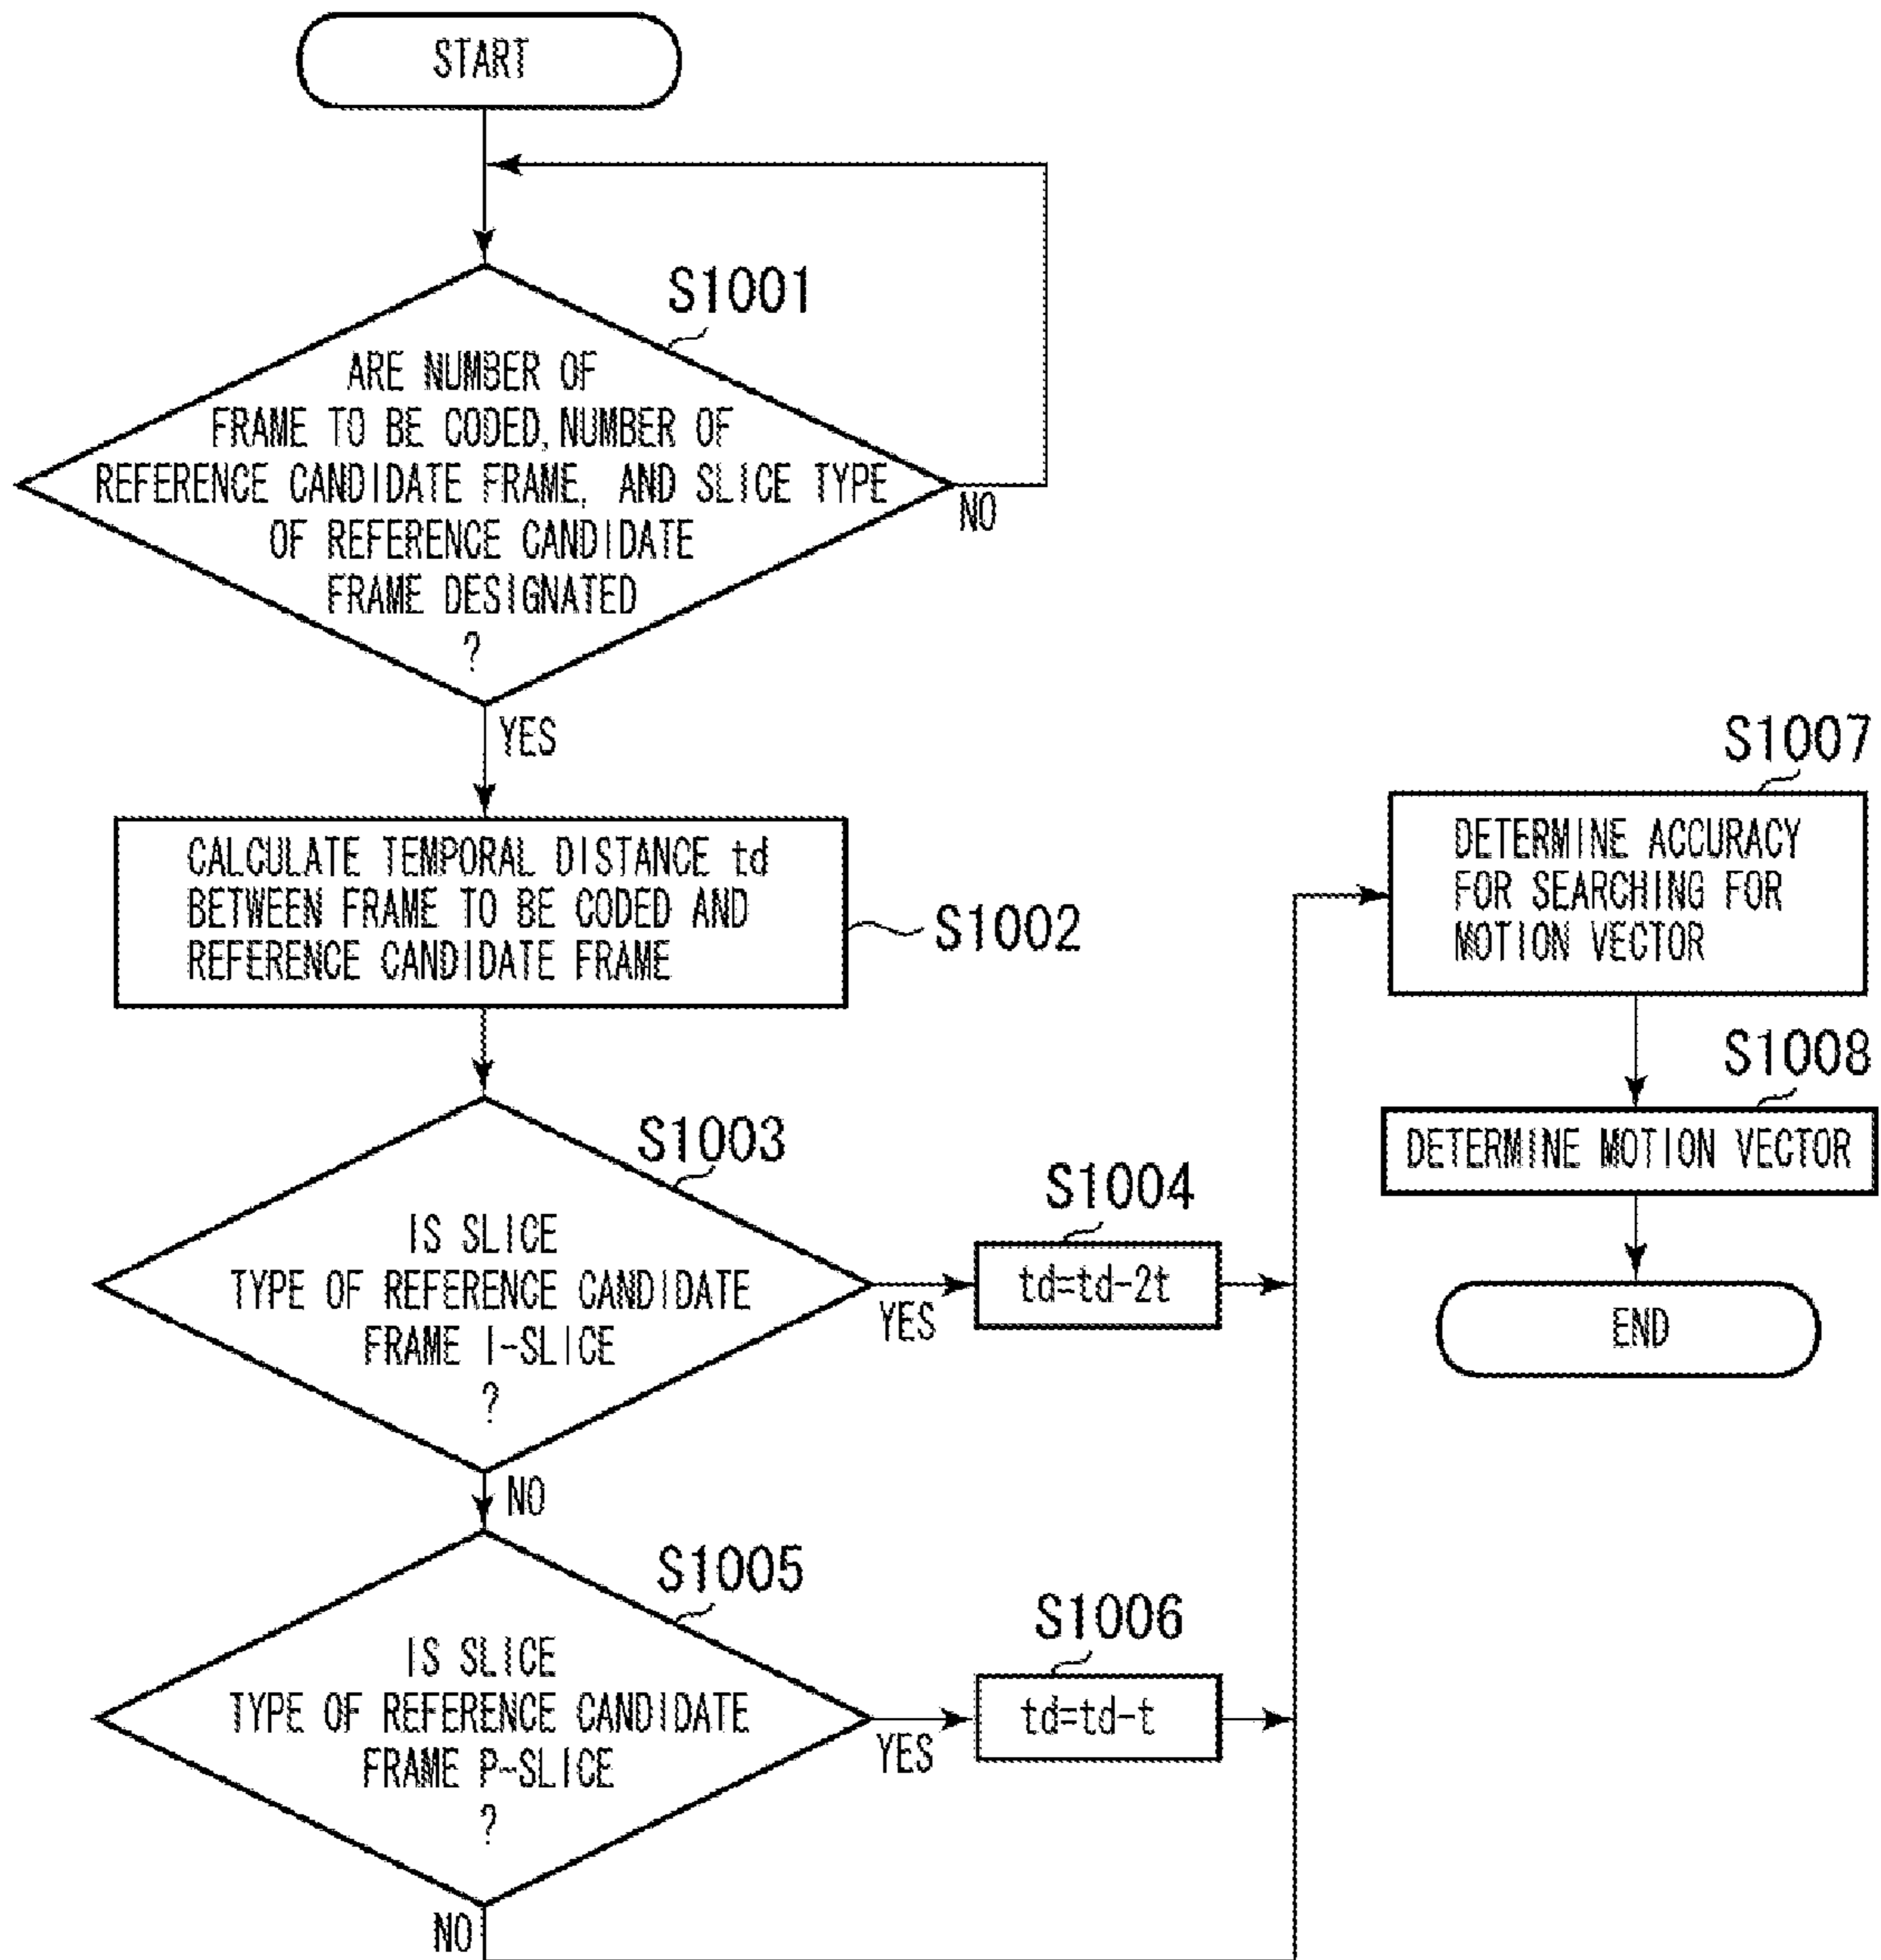 START
S1001
ARE NUMBER OF
FRAME TO BE CODED, NUMBER OF
REFERENCE CANDIDATE FRAME, AND SLICE TYPE
OF REFERENCE CANDIDATE
FRAME DESIGNATED
?
NO
YES
CALCULATE TEMPORAL DISTANCE td
BETWEEN FRAME TO BE CODED AND
REFERENCE CANDIDATE FRAME
S1002
S1003
IS SLICE
TYPE OF REFERENCE CANDIDATE
FRAME I-SLICE
?
YES
S1004
td=td-2t
NO
S1005
IS SLICE
TYPE OF REFERENCE CANDIDATE
FRAME P-SLICE
?
YES
S1006
td=td-t
NO
S1007
DETERMINE ACCURACY
FOR SEARCHING FOR
MOTION VECTOR
S1008
DETERMINE MOTION VECTOR
END